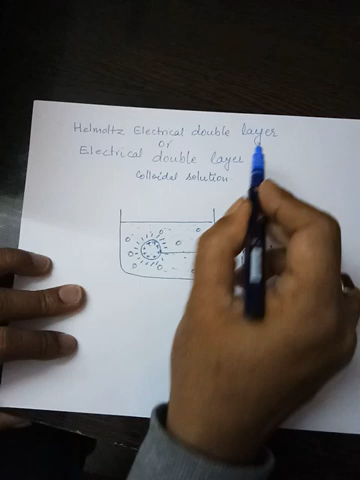 Helmoltz Electrical double layer
or
Electrical double layer
Colloidal solution